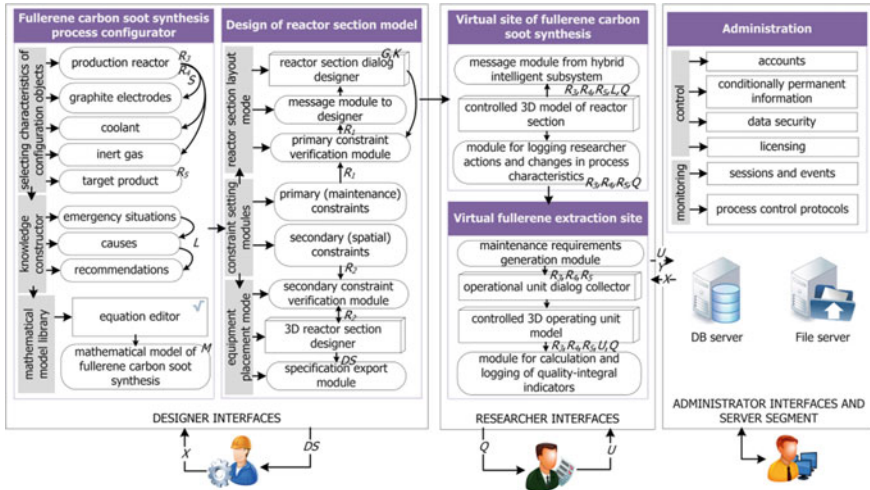 Fullerene carbon soot synthesis
process configurator
selecting characteristics of
configuration objects
production reactor
R3
R4
S
graphite electrodes
coolant
inert gas
target product
R5
knowledge
constructor
emergency situations
causes
L
recommendations
mathematical
model library
equation editor
√
mathematical model of
fullerene carbon soot synthesis
M
Design of reactor section model
reactor section layout
mode
G,K
reactor section dialog
designer
message module to
designer
R1
primary constraint
verification module
R1
constraint setting
modules
primary (maintenance)
constraints
secondary (spatial)
constraints
R2
equipment
placement mode
secondary constraint
verification module
R2
3D reactor section
designer
DS
specification export
module
DESIGNER INTERFACES
X
DS
Virtual site of fullerene carbon
soot synthesis
message module from hybrid
intelligent subsystem
R3,R4,R5,L,Q
controlled 3D model of reactor
section
module for logging researcher
actions and changes in process
characteristics
R3,R4,R5,Q
Virtual fullerene extraction site
maintenance requirements
generation module
R3,R4,R5
operational unit dialog collector
controlled 3D operating unit
model
R3,R4,R5,U,Q
module for calculation and
logging of quality-integral
indicators
RESEARCHER INTERFACES
Q
U
U
Y
X
Administration
control
accounts
conditionally permanent
information
data security
licensing
monitoring
sessions and events
process control protocols
DB server
File server
ADMINISTRATOR INTERFACES AND
SERVER SEGMENT